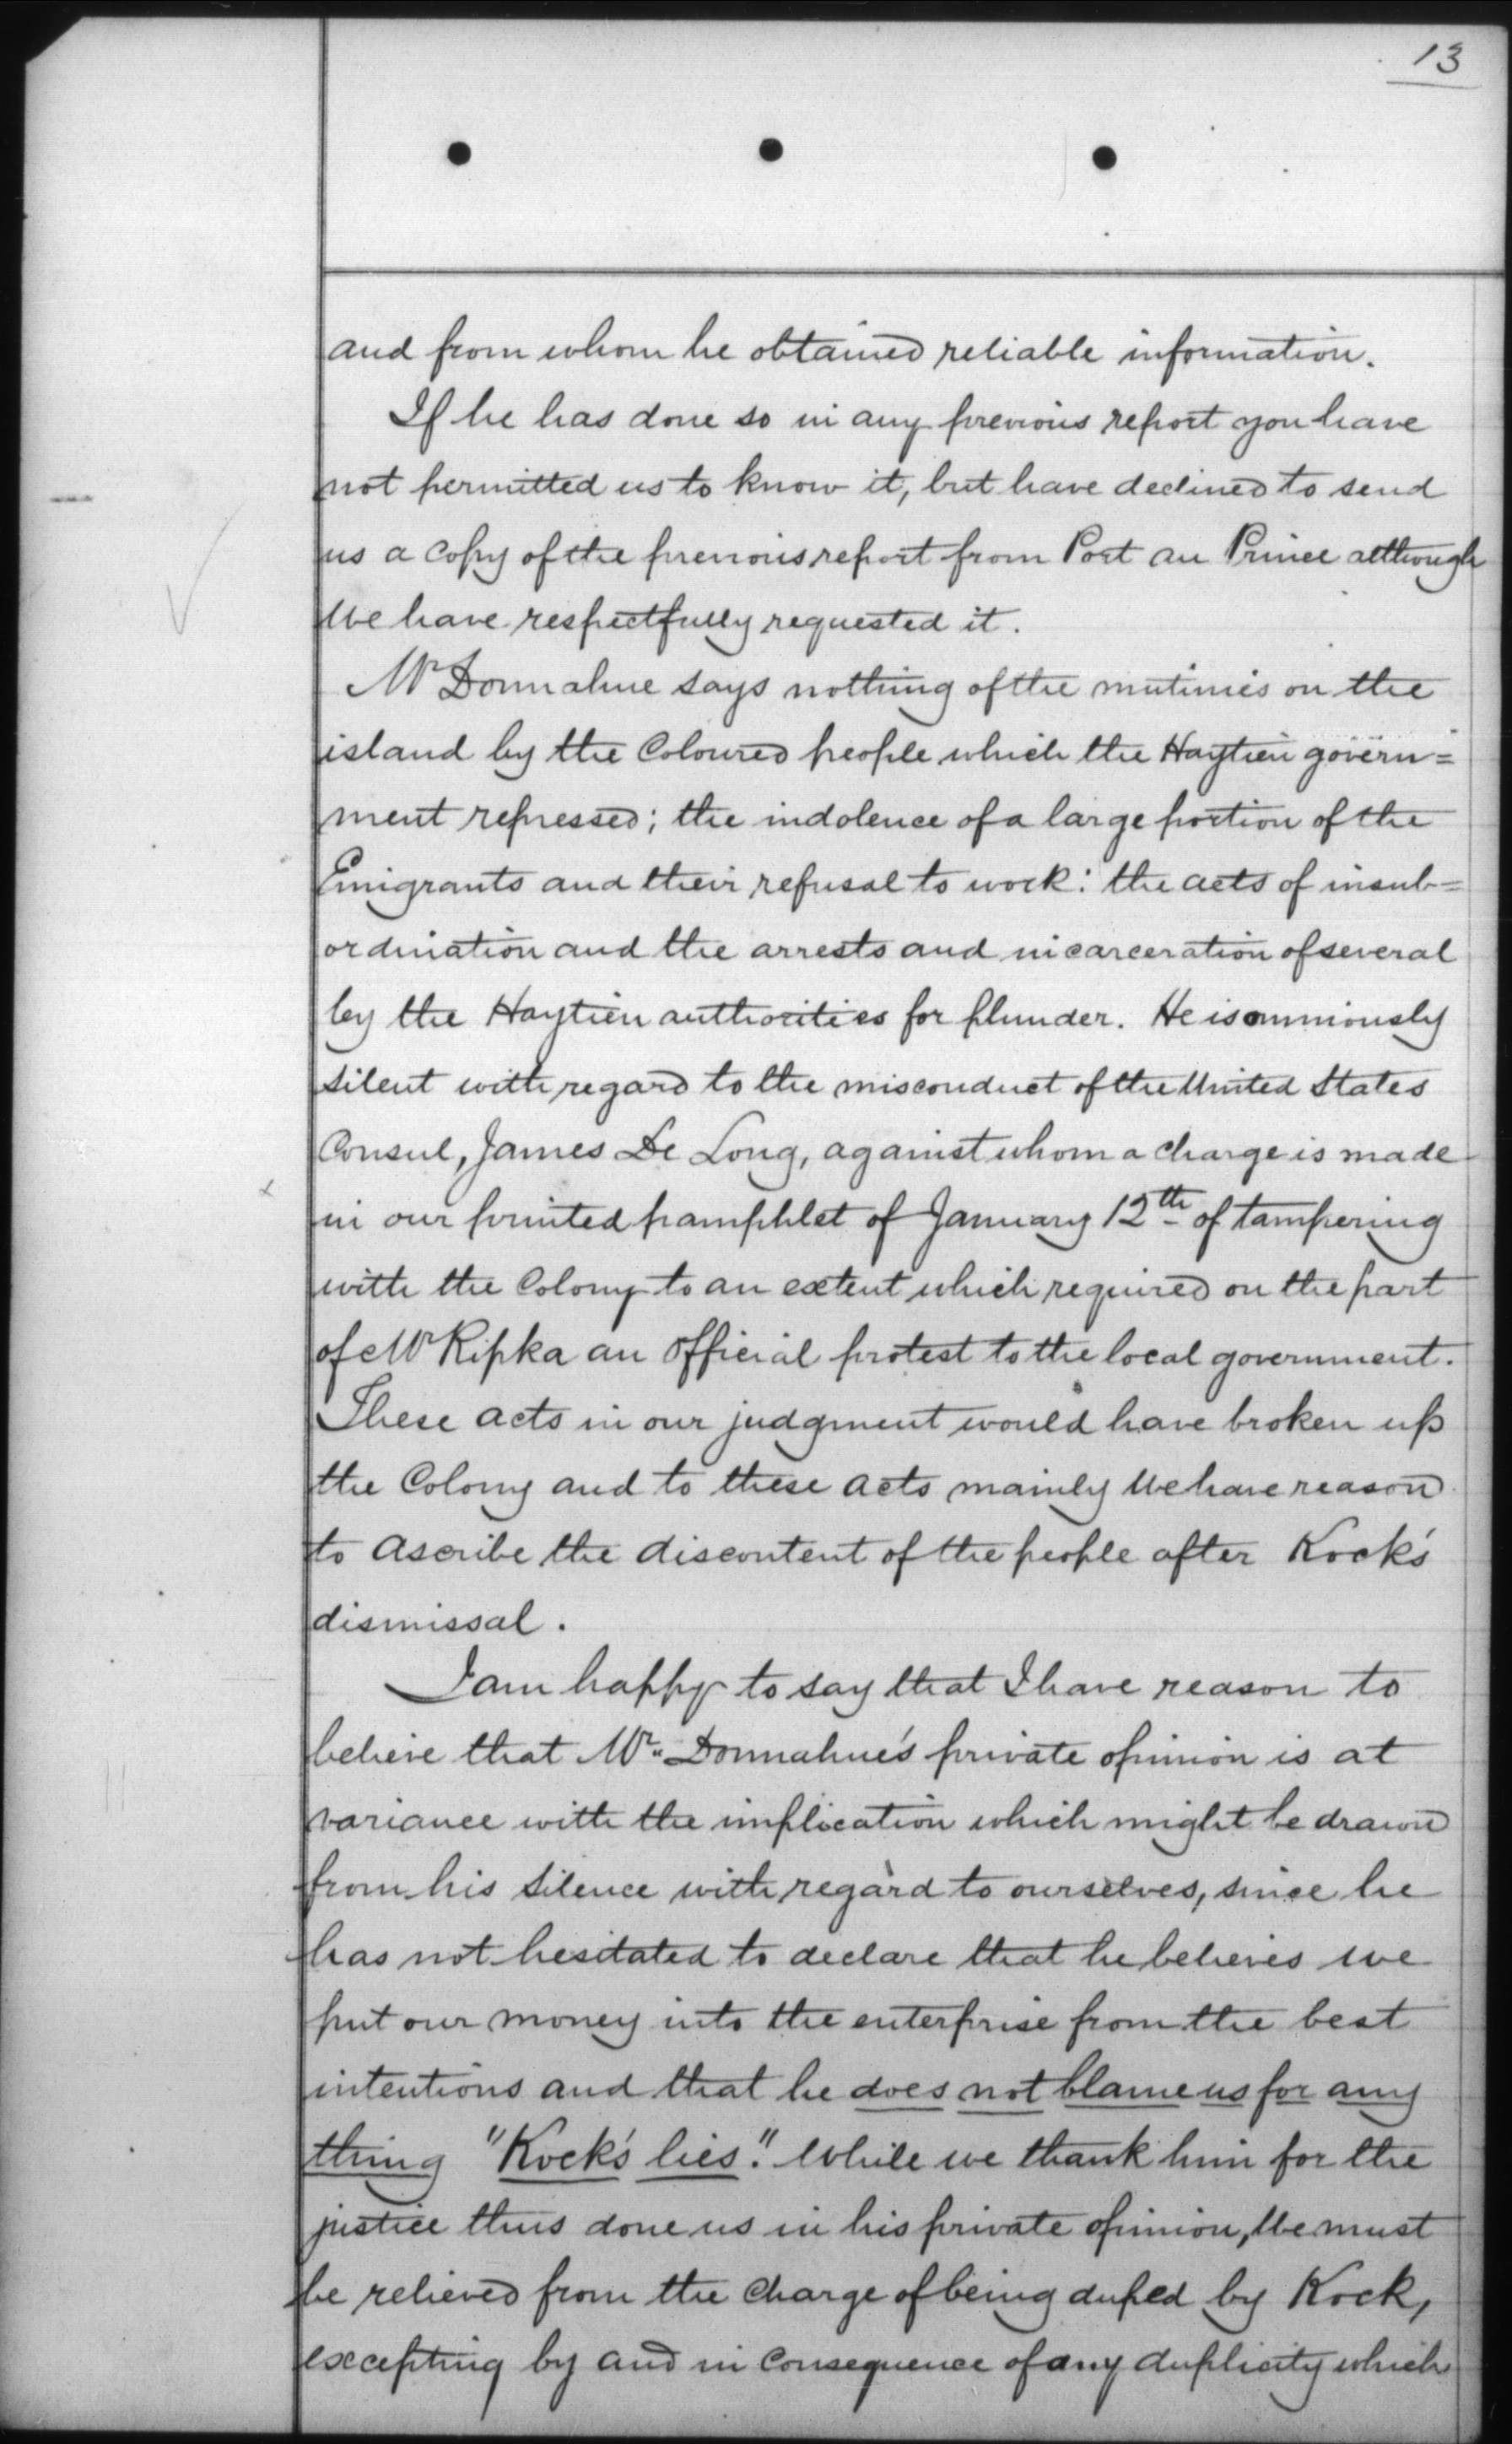 13
and from whom he obtained reliable information.
If he has done so in any previous report you have
not permitted us to know it, but have declined to send
us a copy of the previous report from Port au Prince although
We have respectfully requested it.
Mr Donnahue says nothing of the mutinies on the
island by the Coloured people which the Haytien govern=
ment repressed; the indolence of a large portion of the
Emigrants and their refusal to work: the acts of insub=
ordination and the arrests and incarceration of several
by the Haytien authorities for plunder. He is ominously
silent with regard to the misconduct of the United States
Consul, James De Long, against whom a charge is made
in our printed pamphlet of January 12th of tampering
with the Colony to an extent which required on the part
of Mr Ripka an official protest to the local government.
These acts in our judgment would have broken up
the Colony and to these acts mainly We have reason
to ascribe the discontent of the people after Kock's
dismissal.
I am happy to say that I have reason to
believe that Mr. Donnahue's private opinion is at
variance with the implication which might be drawn
from his silence with regard to ourselves, since he
has not hesitated to declare that he believes we
put our money into the enterprise from the best
intentions and that he does not blame us for any
thing "Kock's lies." While we thank him for the
justice thus done us in his private opinion, We must
be relieved from the charge of being duped by Kock,
excepting by and in consequence of any duplicity which